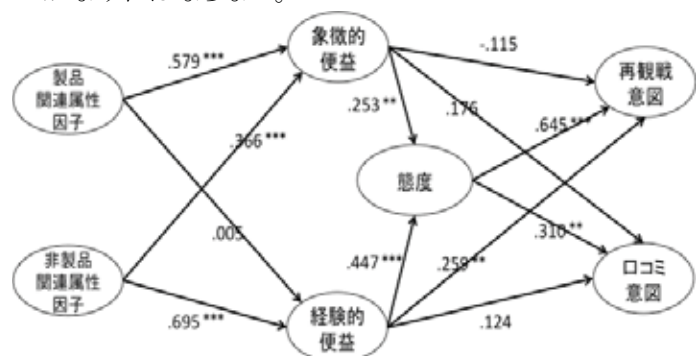 .579 ***
象徴的
便益
-.115
再観戦
意図
製品
関連属性
因子
.253 **
.176
.366 ***
.645 ***
態度
.005
.310 **
非製品
関連属性
因子
.447 ***
.259 **
口コミ
意図
.695 ***
経験的
便益
.124